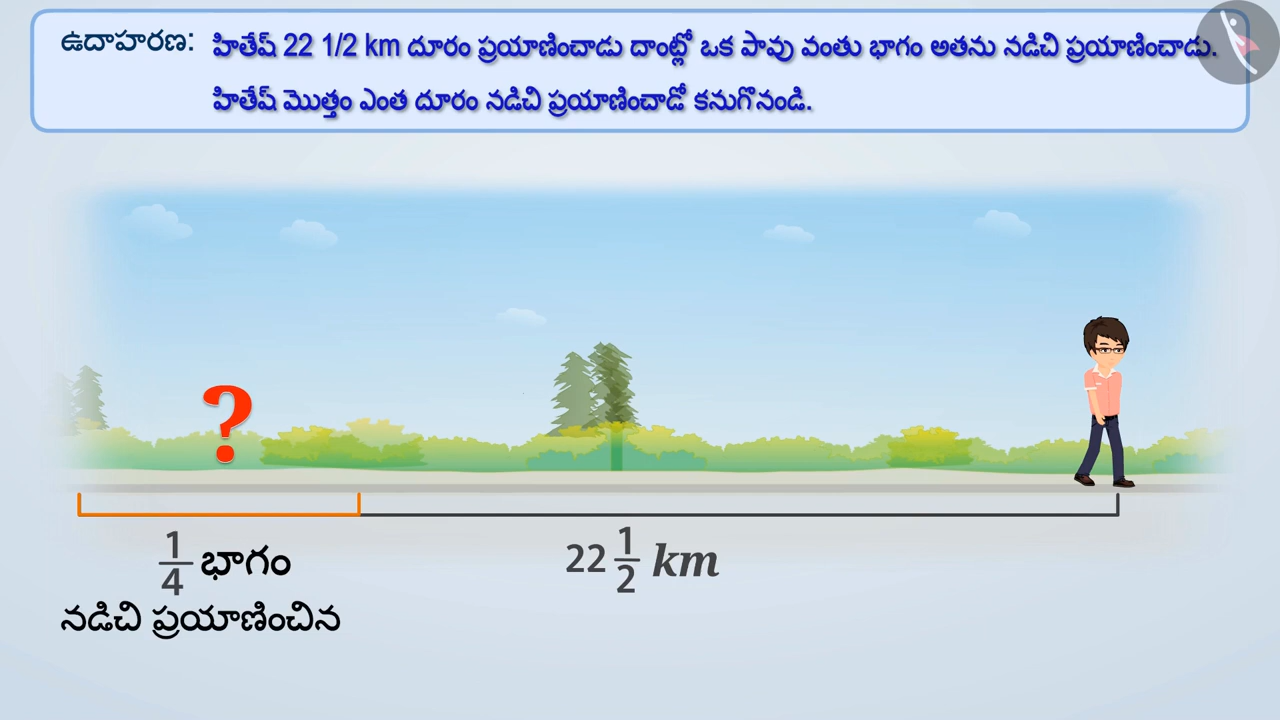 ఉదాహరణ: హితేష్ 22 1/2 km దూరం ప్రయాణించాడు దాంట్లో ఒక పావు వంతు భాగం అతను నడిచి ప్రయాణించాడు.
హితేష్ మొత్తం ఎంత దూరం నడిచి ప్రయాణించాడో కనుగొనండి.
?
1/4 భాగం
నడిచి ప్రయాణించిన
22 1/2 km